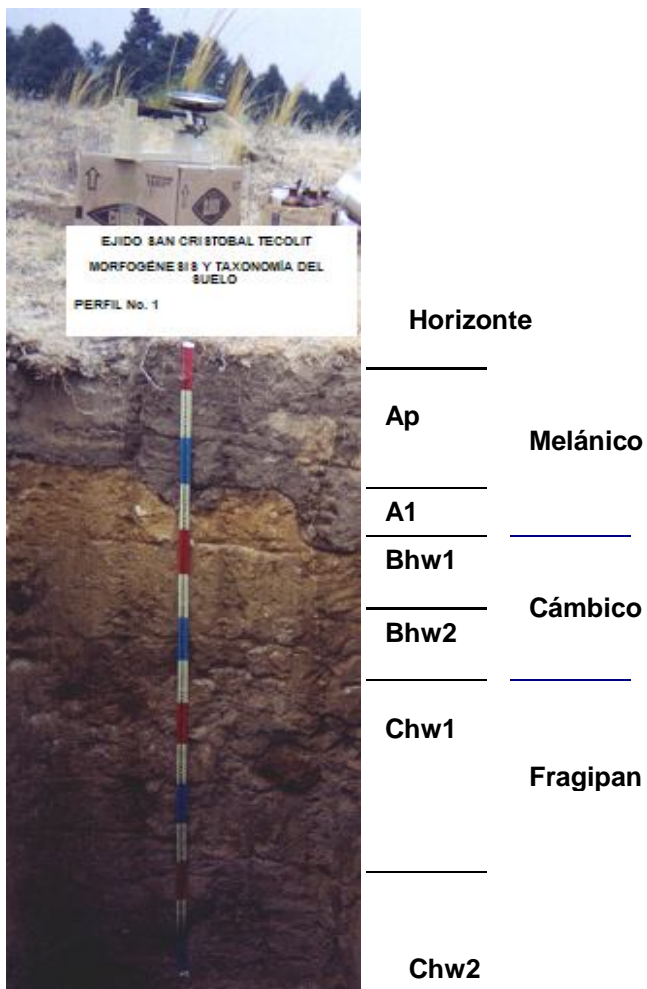 EJIDO SAN CRISTOBAL TECOLIT
MORFOGÉNESIS Y TAXONOMÍA DEL
SUELO
PERFIL No. 1
Horizonte
Ap
Melánico
A1
Bhw1
Cámbico
Bhw2
Chw1
Fragipan
Chw2